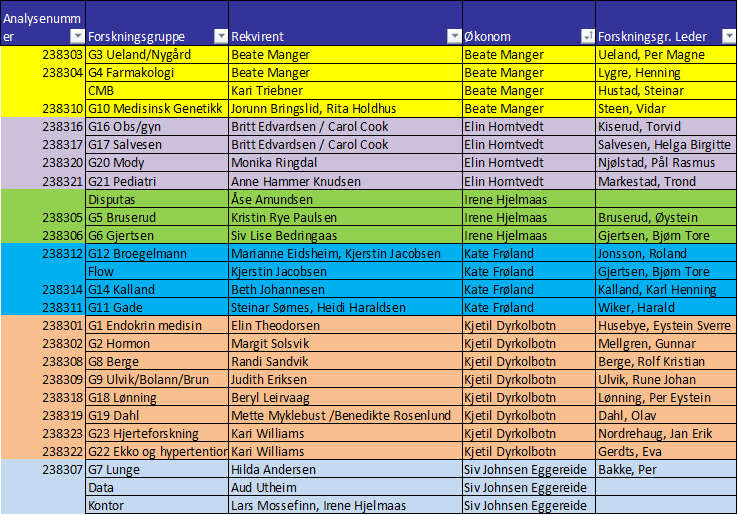 Analysenumm
er Forskningsgruppe Rekvirent Økonom Forskningsgr. Leder
238303 G3 Ueland/Nygård Beate Manger Beate Manger Ueland, Per Magne
238304 G4 Farmakologi Beate Manger Beate Manger Lygre, Henning
CMB Kari Triebner Beate Manger Hustad, Steinar
238310 G10 Medisinsk Genetikk Jorunn Bringslid, Rita Holdhus Beate Manger Steen, Vidar
238316 G16 Obs/gyn Britt Edvardsen / Carol Cook Elin Horntvedt Kiserud, Torvid
238317 G17 Salvesen Britt Edvardsen / Carol Cook Elin Horntvedt Salvesen, Helga Birgitte
238320 G20 Mody Monika Ringdal Elin Horntvedt Njølstad, Pål Rasmus
238321 G21 Pediatri Anne Hammer Knudsen Elin Horntvedt Markestad, Trond
Disputas Åse Amundsen Irene Hjelmaas
238305 G5 Bruserud Kristin Rye Paulsen Irene Hjelmaas Bruserud, Øystein
238306 G6 Gjertsen Siv Lise Bedringaas Irene Hjelmaas Gjertsen, Bjørn Tore
238312 G12 Broegelmann Marianne Eidsheim, Kjerstin Jacobsen Kate Frøland Jonsson, Roland
Flow Kjerstin Jacobsen Kate Frøland Gjertsen, Bjørn Tore
238314 G14 Kalland Beth Johannesen Kate Frøland Kalland, Karl Henning
238311 G11 Gade Steinar Sørnes, Heidi Haraldsen Kate Frøland Wiker, Harald
238301 G1 Endokrin medisin Elin Theodorsen Kjetil Dyrkolbotn Husebye, Eystein Sverre
238302 G2 Hormon Margit Solsvik Kjetil Dyrkolbotn Mellgren, Gunnar
238308 G8 Berge Randi Sandvik Kjetil Dyrkolbotn Berge, Rolf Kristian
238309 G9 Ulvik/Bolann/Brun Judith Eriksen Kjetil Dyrkolbotn Ulvik, Rune Johan
238318 G18 Lønning Beryl Leirvaag Kjetil Dyrkolbotn Lønning, Per Eystein
238319 G19 Dahl Mette Myklebust /Benedikte Rosenlund Kjetil Dyrkolbotn Dahl, Olav
238323 G23 Hjerteforskning Kari Williams Kjetil Dyrkolbotn Nordrehaug, Jan Erik
238322 G22 Ekko og hypertention Kari Williams Kjetil Dyrkolbotn Gerdts, Eva
238307 G7 Lunge Hilda Andersen Siv Johnsen Eggereide Bakke, Per
Data Aud Utheim Siv Johnsen Eggereide
Kontor Lars Mossefinn, Irene Hjelmaas Siv Johnsen Eggereide